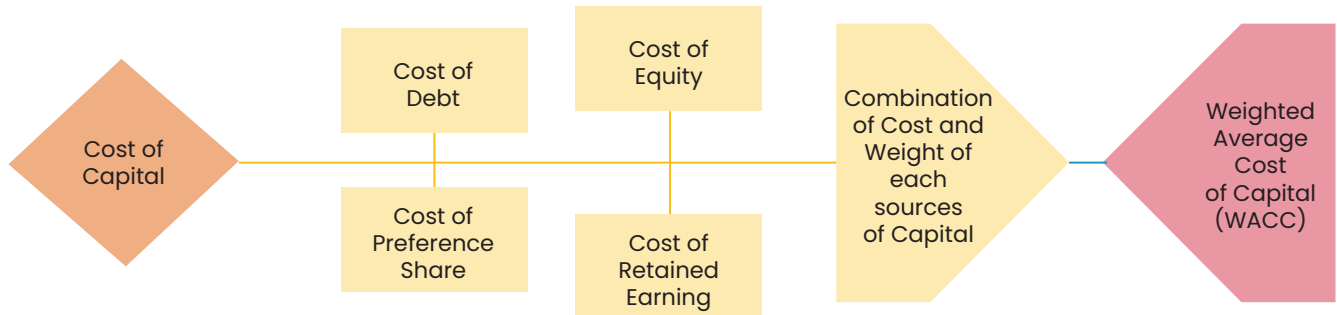 Cost of
Capital
Cost of
Debt
Cost of
Preference
Share
Cost of
Equity
Cost of
Retained
Earning
Combination
of Cost and
Weight of
each
sources
of Capital
Weighted
Average
Cost
of Capital
(WACC)